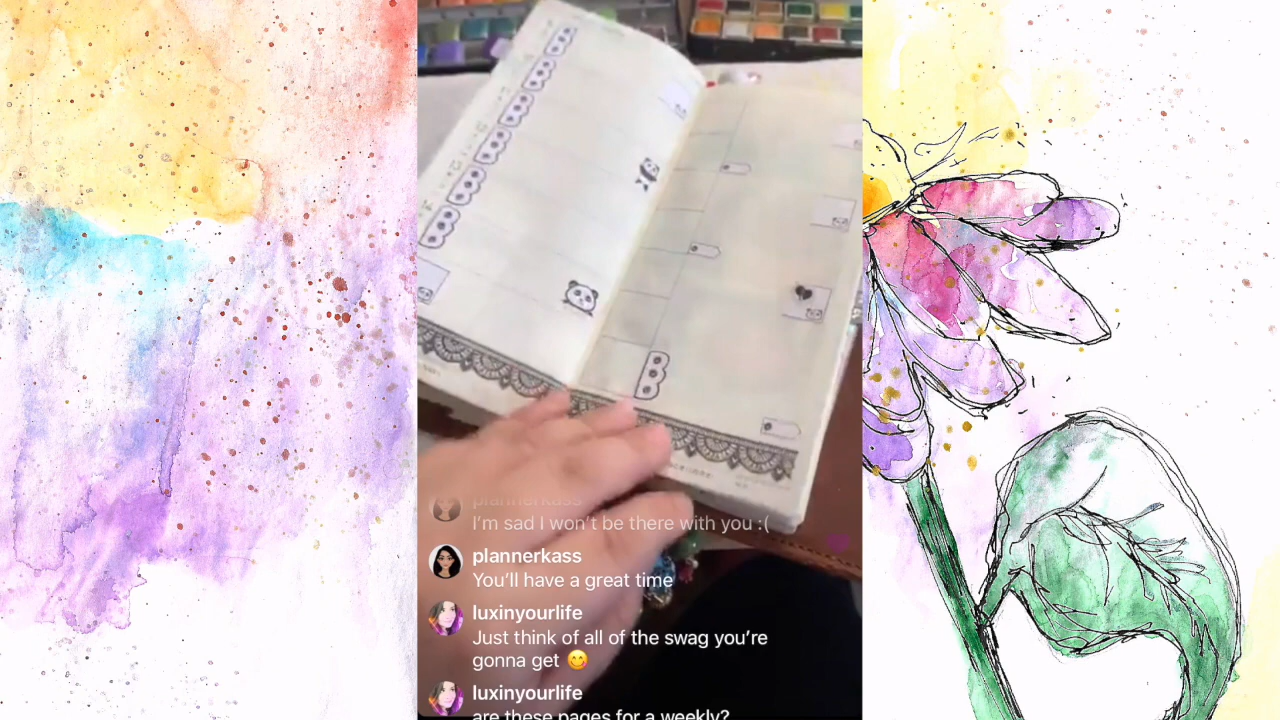 plannerkass
I'm sad I won't be there with you :(
plannerkass
You'll have a great time
luxinyourlife
Just think of all of the swag you're
gonna get 😋
luxinyourlife
are these pages for a weekly?